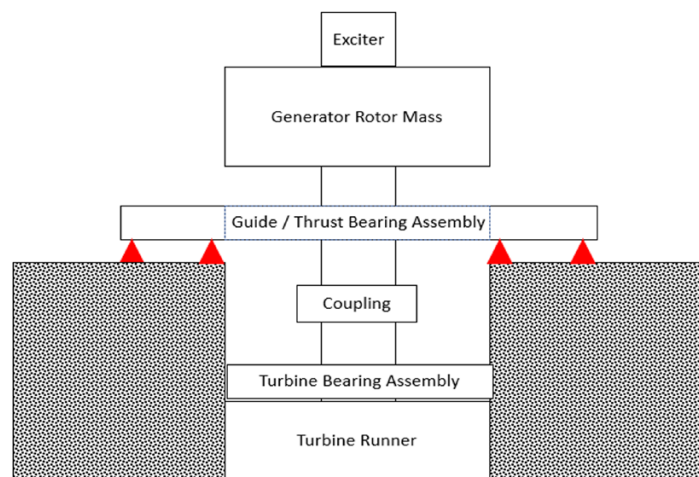 Exciter
Generator Rotor Mass
Guide / Thrust Bearing Assembly
Coupling
Turbine Bearing Assembly
Turbine Runner